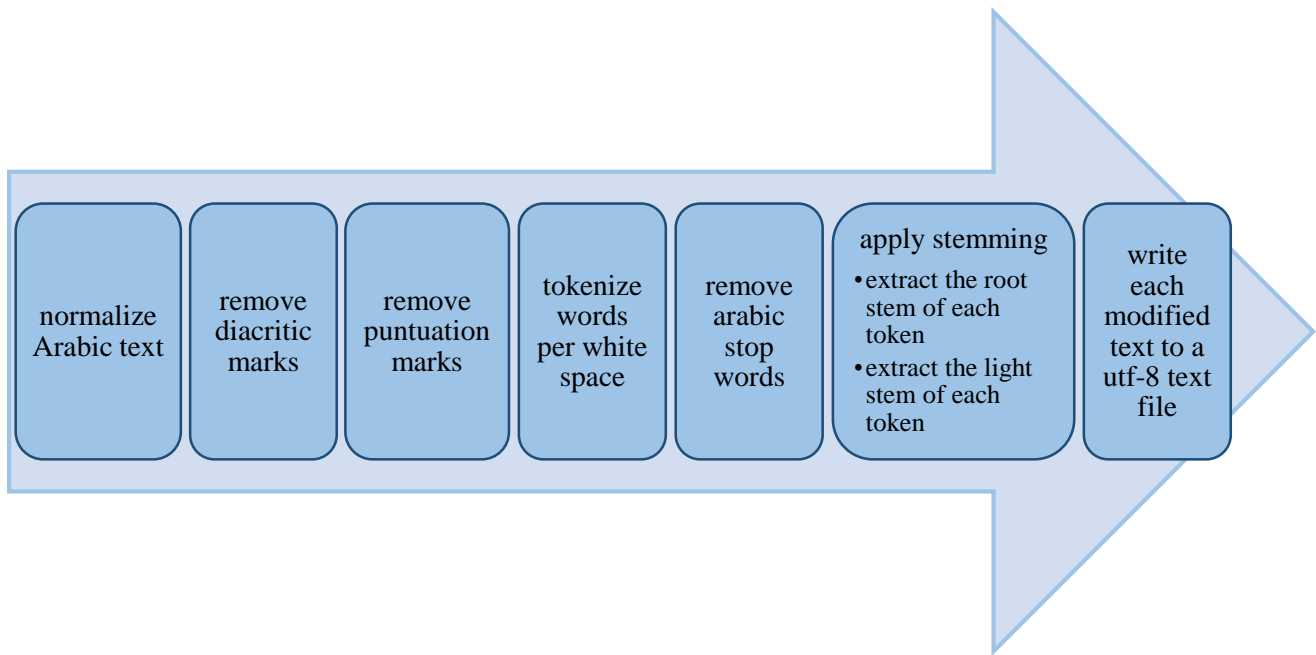 normalize
Arabic text
remove
diacritic
marks
remove
puntuation
marks
tokenize
words
per white
space
remove
arabic
stop
words
apply stemming
•extract the root
stem of each
token
•extract the light
stem of each
token
write
each
modified
text to a
utf-8 text
file